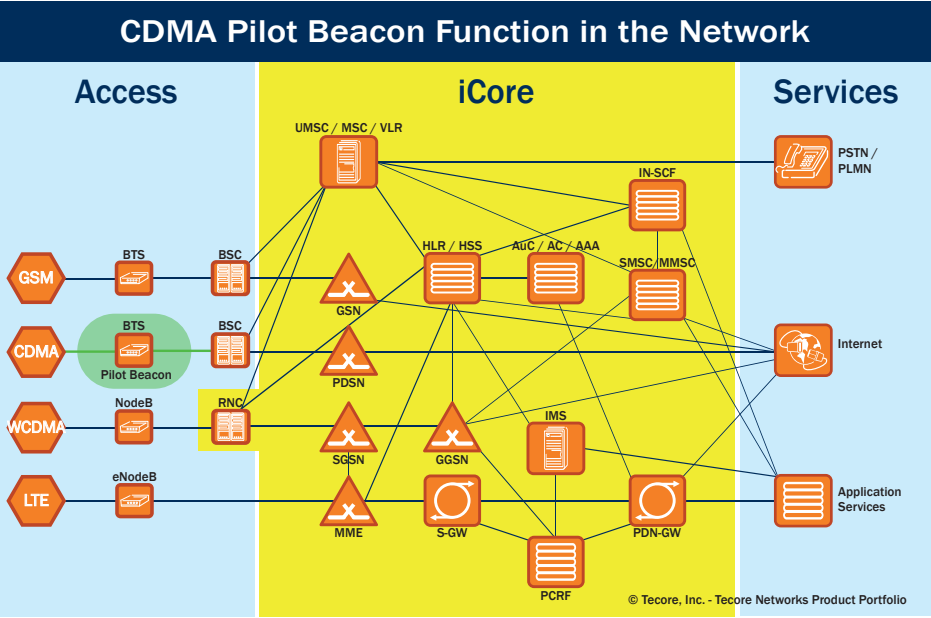 CDMA Pilot Beacon Function in the Network
Access
iCore
Services
UMSC / MSC / VLR
PSTN /
PLMN
IN-SCF
BTS
BSC
HLR / HSS
AuC / AC / AAA
SMSC/MMSC
GSM
GSN
BTS
BSC
CDMA
Pilot Beacon
PDSN
Internet
NodeB
RNC
WCDMA
SGSN
GGSN
IMS
eNodeB
LTE
MME
S-GW
PDN-GW
Application
Services
PCRF
© Tecore, Inc. - Tecore Networks Product Portfolio